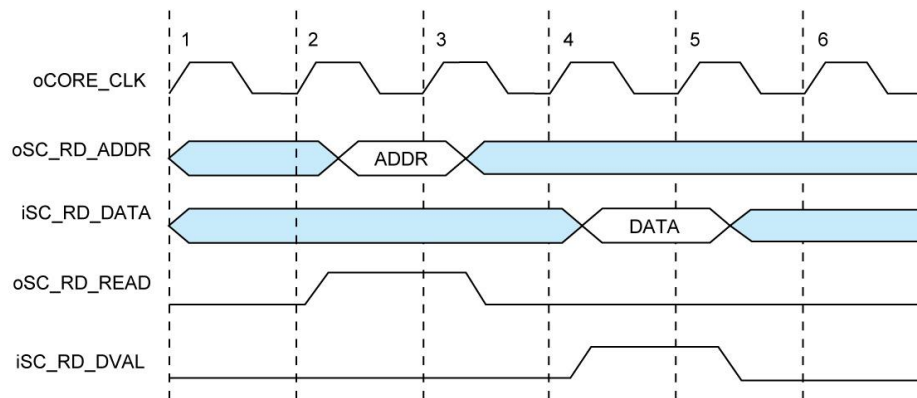 1 2 3 4 5 6
oCORE_CLK
oSC_RD_ADDR ADDR
iSC_RD_DATA DATA
oSC_RD_READ
iSC_RD_DVAL